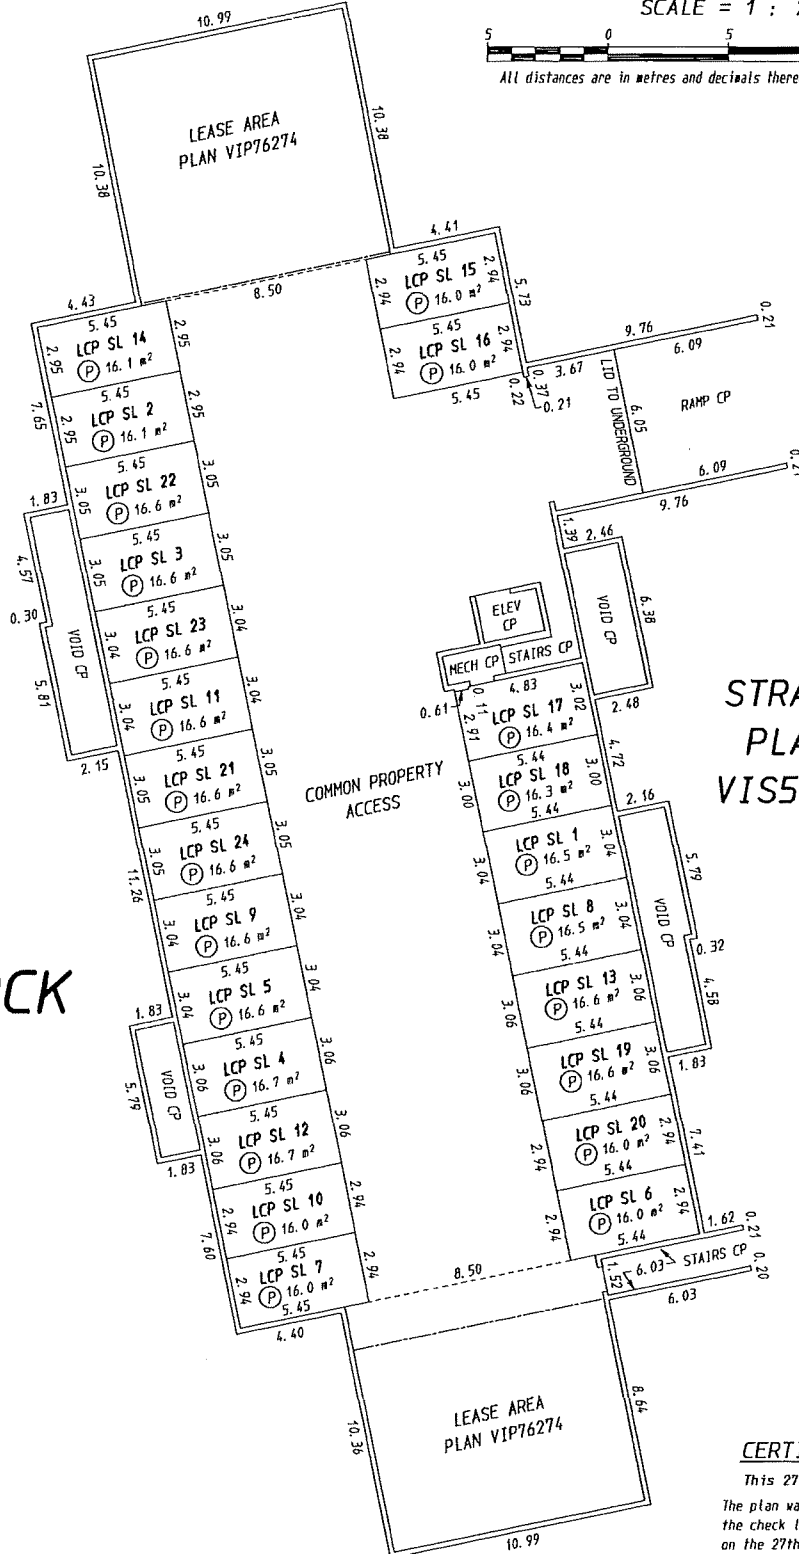 SCALE = 1 :
5 0 5
All distances are in metres and decimals there
10.99
LEASE AREA
PLAN VIP76274
10.38
10.38
4.43
8.50
4.41
5.45
LCP SL 15
P 16.0 m²
2.94
2.94
5.73
5.45
LCP SL 16
P 16.0 m²
2.94
2.94
5.45
0.22
0.37
0.21
9.76
0.21
3.67
6.09
LID TO UNDERGROUND
6.05
RAMP CP
6.09
0.21
9.76
5.45
LCP SL 14
P 16.1 m²
2.95
2.95
7.65
5.45
LCP SL 2
P 16.1 m²
2.95
2.95
5.45
LCP SL 22
P 16.6 m²
3.05
3.05
1.83
4.57
0.30
VOID CP
5.81
2.15
5.45
LCP SL 3
P 16.6 m²
3.05
3.05
5.45
LCP SL 23
P 16.6 m²
3.04
3.04
5.45
LCP SL 11
P 16.6 m²
3.04
3.04
5.45
LCP SL 21
P 16.6 m²
3.05
3.05
5.45
LCP SL 24
P 16.6 m²
3.05
3.05
11.26
5.45
LCP SL 9
P 16.6 m²
3.04
3.04
5.45
LCP SL 5
P 16.6 m²
3.04
3.04
1.83
5.79
VOID CP
1.83
5.45
LCP SL 4
P 16.7 m²
3.06
3.06
5.45
LCP SL 12
P 16.7 m²
3.06
3.06
5.45
LCP SL 10
P 16.0 m²
2.94
2.94
7.60
5.45
LCP SL 7
P 16.0 m²
2.94
2.94
5.45
4.40
COMMON PROPERTY
ACCESS
1.39
2.46
VOID CP
6.38
2.48
ELEV
CP
MECH CP
STAIRS CP
0.61
0.11
4.83
LCP SL 17
P 16.4 m²
2.91
3.02
5.44
LCP SL 18
P 16.3 m²
3.00
3.00
4.72
5.44
LCP SL 1
P 16.5 m²
3.04
3.04
2.16
5.79
VOID CP
0.32
4.58
1.83
5.44
LCP SL 8
P 16.5 m²
3.04
3.04
5.44
LCP SL 13
P 16.6 m²
3.06
3.06
5.44
LCP SL 19
P 16.6 m²
3.06
3.06
5.44
LCP SL 20
P 16.0 m²
2.94
2.94
7.41
5.44
LCP SL 6
P 16.0 m²
2.94
2.94
5.44
1.62
0.21
STAIRS CP
6.03
1.52
0.20
6.03
8.50
LEASE AREA
PLAN VIP76274
10.36
8.64
10.99
STRA
PLA
VIS5
CK
CERTI
This 27
The plan wa
the check l
on the 27th